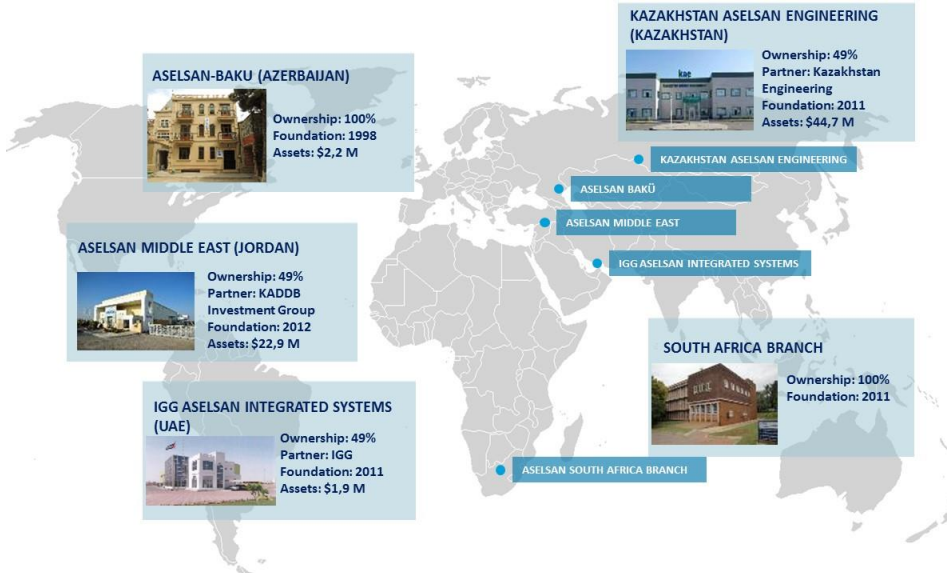 KAZAKHSTAN ASELSAN ENGINEERING
(KAZAKHSTAN)
kae
Ownership: 49%
Partner: Kazakhstan
Engineering
Foundation: 2011
Assets: $44,7 M
ASELSAN-BAKU (AZERBAIJAN)
Ownership: 100%
Foundation: 1998
Assets: $2,2 M
KAZAKHSTAN ASELSAN ENGINEERING
ASELSAN BAKÜ
ASELSAN MIDDLE EAST
IGG ASELSAN INTEGRATED SYSTEMS
ASELSAN MIDDLE EAST (JORDAN)
Ownership: 49%
Partner: KADDB
Investment Group
Foundation: 2012
Assets: $22,9 M
SOUTH AFRICA BRANCH
Ownership: 100%
Foundation: 2011
IGG ASELSAN INTEGRATED SYSTEMS
(UAE)
Ownership: 49%
Partner: IGG
Foundation: 2011
Assets: $1,9 M
ASELSAN SOUTH AFRICA BRANCH